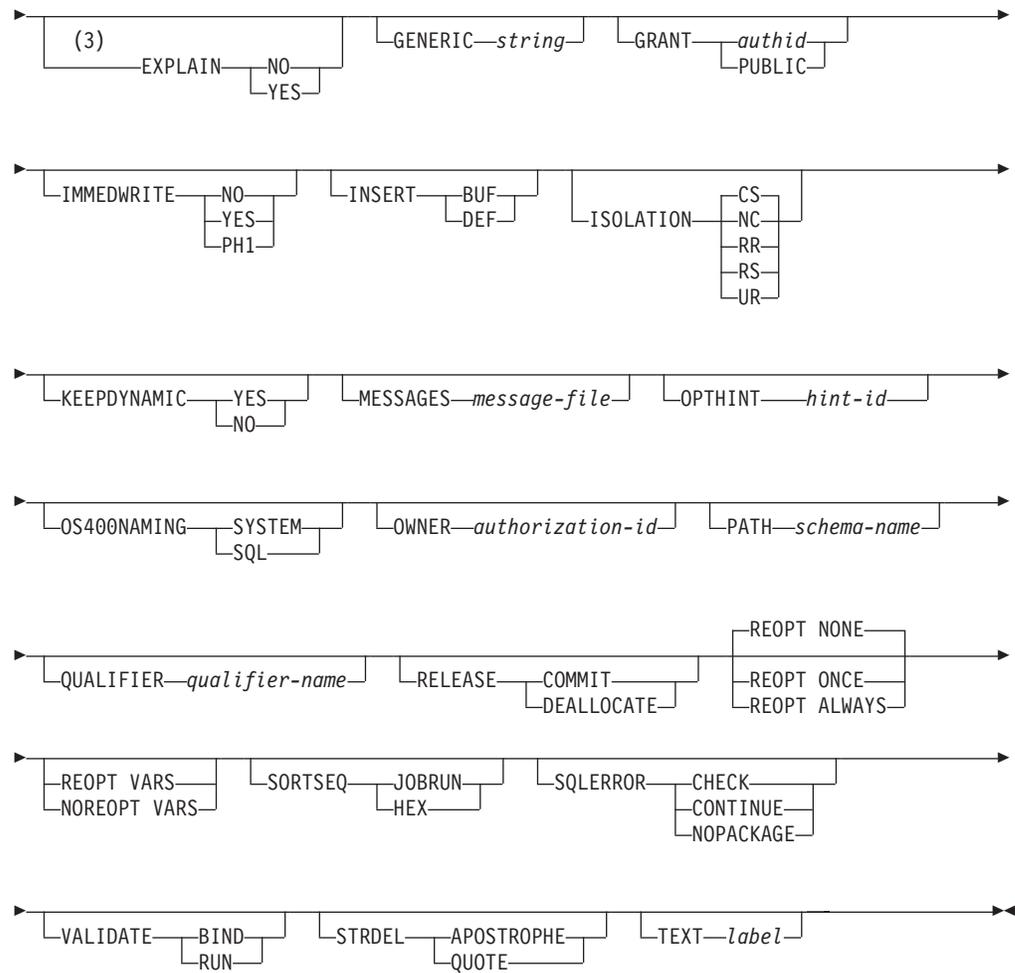 (3)
EXPLAIN NO
YES
GENERIC string
GRANT authid
PUBLIC
IMMEDWRITE NO
YES
PH1
INSERT BUF
DEF
ISOLATION CS
NC
RR
RS
UR
KEEPDYNAMIC YES
NO
MESSAGES message-file
OPTHINT hint-id
OS400NAMING SYSTEM
SQL
OWNER authorization-id
PATH schema-name
QUALIFIER qualifier-name
RELEASE COMMIT
DEALLOCATE
REOPT NONE
REOPT ONCE
REOPT ALWAYS
REOPT VARS
NOREOPT VARS
SORTSEQ JOBRUN
HEX
SQLERROR CHECK
CONTINUE
NOPACKAGE
VALIDATE BIND
RUN
STRDEL APOSTROPHE
QUOTE
TEXT label